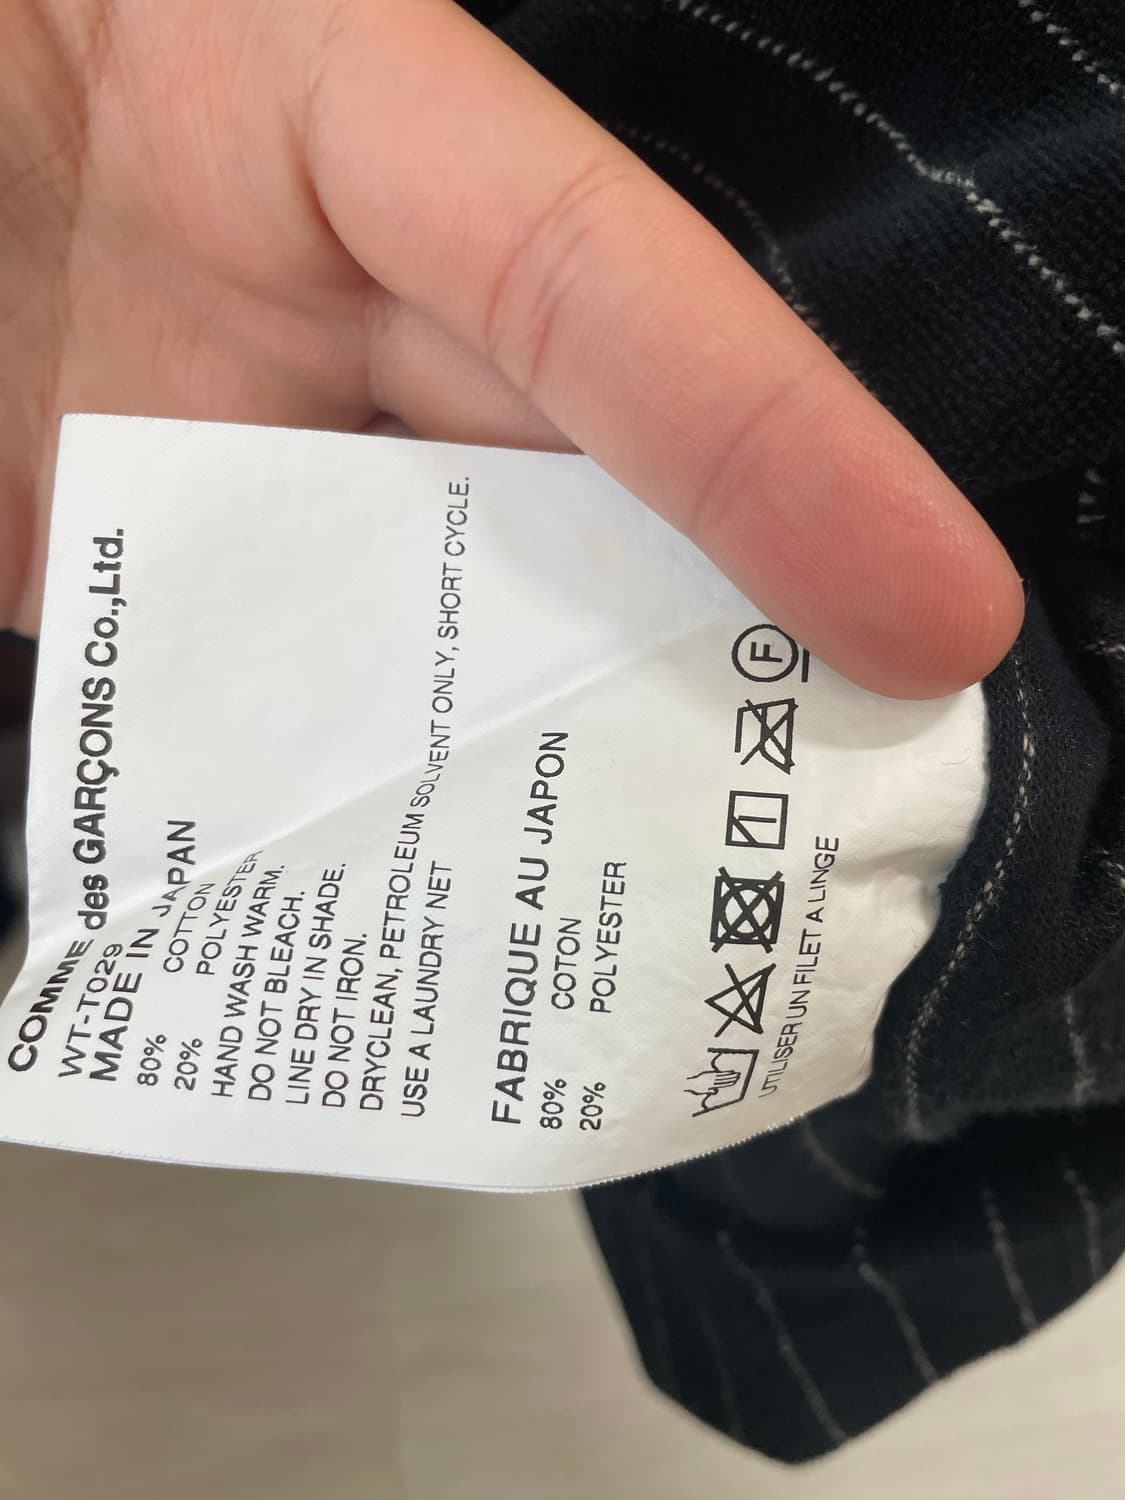 COMME des GARÇONS Co.,Ltd.
WT-T029
MADE IN JAPAN
80% COTTON
20% POLYESTER
HAND WASH WARM.
DO NOT BLEACH.
LINE DRY IN SHADE.
DO NOT IRON.
DRYCLEAN, PETROLEUM SOLVENT ONLY, SHORT CYCLE.
USE A LAUNDRY NET
FABRIQUE AU JAPON
80% COTON
20% POLYESTER
F
UTILISER UN FILET A LINGE